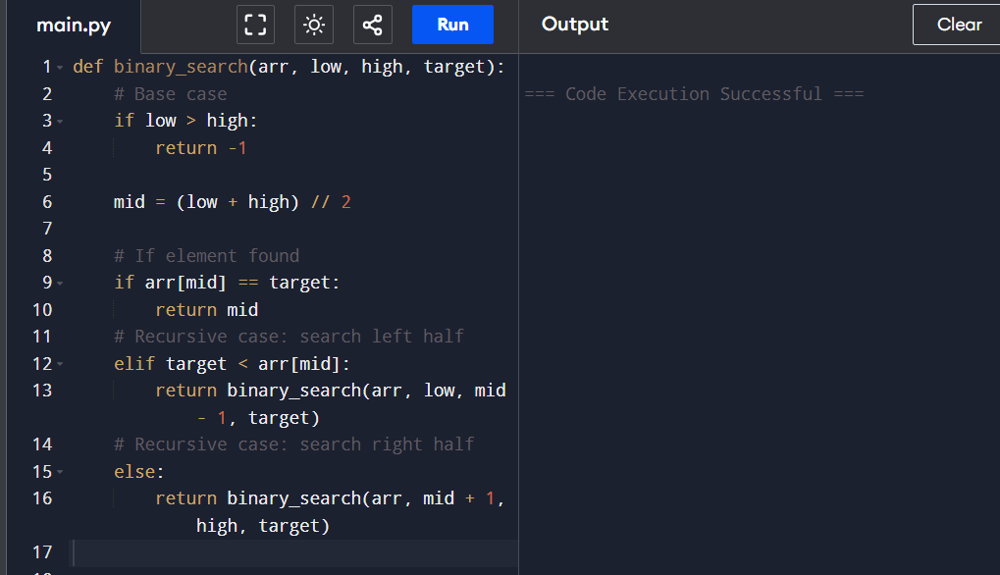 main.py Run Output Clear
1 def binary_search(arr, low, high, target):
2     # Base case
=== Code Execution Successful ===
3     if low > high:
4         return -1
5
6     mid = (low + high) // 2
7
8     # If element found
9     if arr[mid] == target:
10         return mid
11     # Recursive case: search left half
12     elif target < arr[mid]:
13         return binary_search(arr, low, mid
            - 1, target)
14     # Recursive case: search right half
15     else:
16         return binary_search(arr, mid + 1,
            high, target)
17